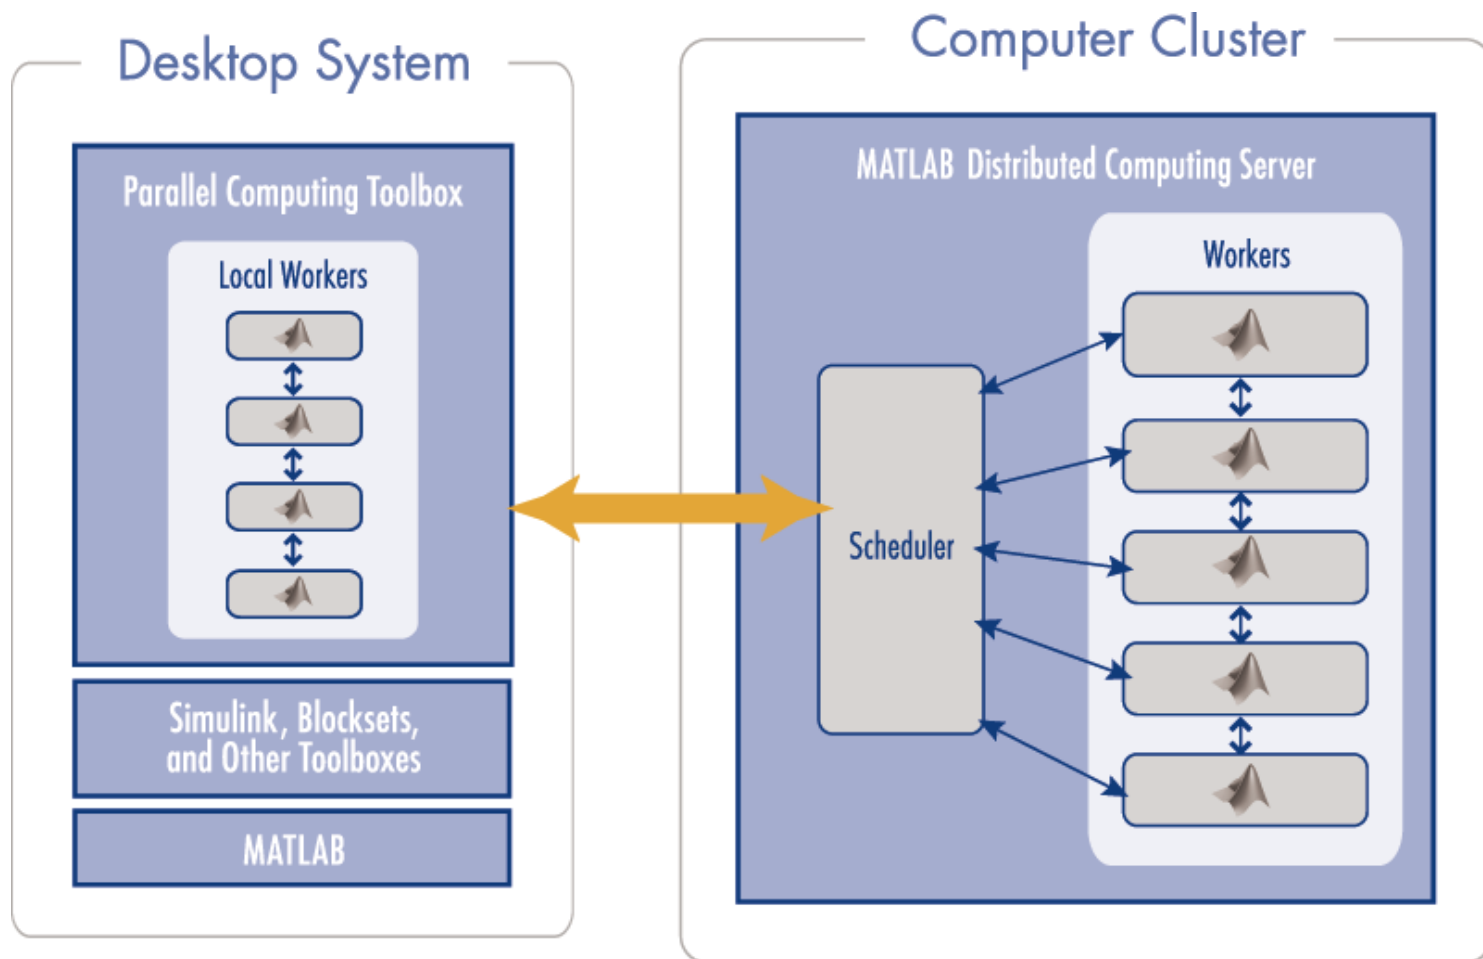 Desktop System
Parallel Computing Toolbox
Local Workers
Simulink, Blocksets,
and Other Toolboxes
MATLAB
Computer Cluster
MATLAB Distributed Computing Server
Workers
Scheduler